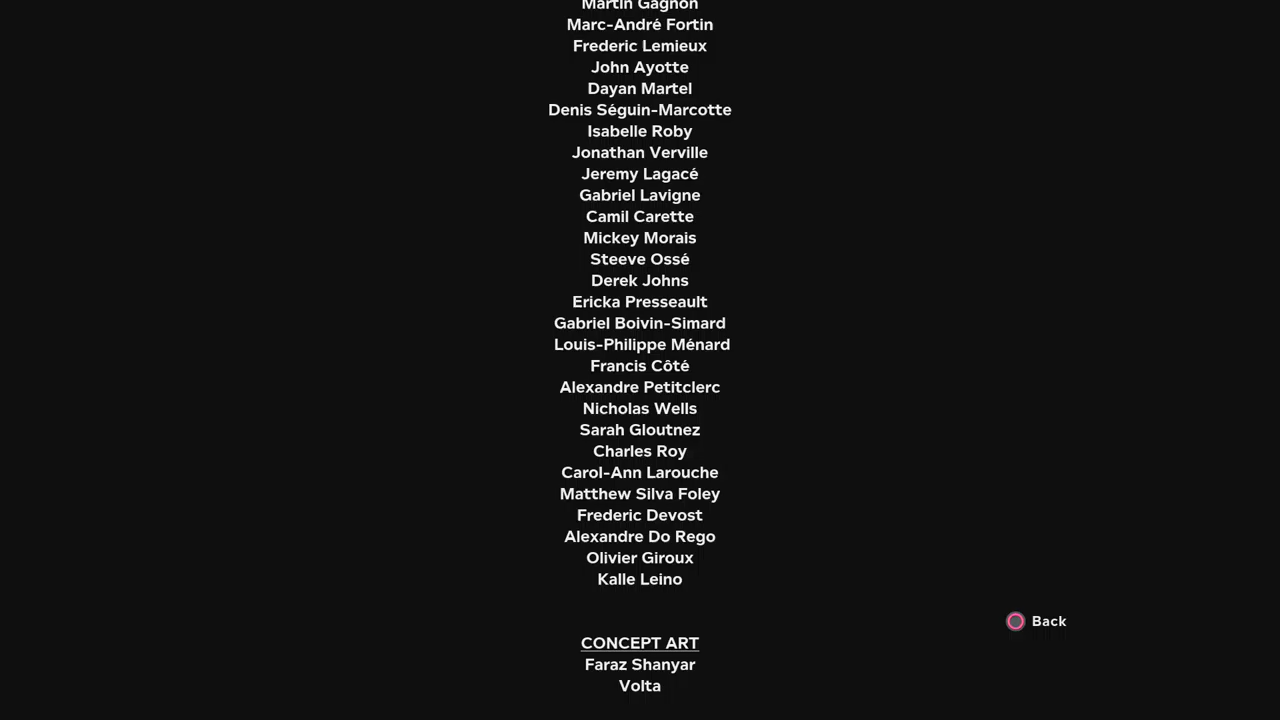 Martin Gagnon
Marc-André Fortin
Frederic Lemieux
John Ayotte
Dayan Martel
Denis Séguin-Marcotte
Isabelle Roby
Jonathan Verville
Jeremy Lagacé
Gabriel Lavigne
Camil Carette
Mickey Morais
Steeve Ossé
Derek Johns
Ericka Presseault
Gabriel Boivin-Simard
Louis-Philippe Ménard
Francis Côté
Alexandre Petitclerc
Nicholas Wells
Sarah Gloutnez
Charles Roy
Carol-Ann Larouche
Matthew Silva Foley
Frederic Devost
Alexandre Do Rego
Olivier Giroux
Kalle Leino
Back
CONCEPT ART
Faraz Shanyar
Volta